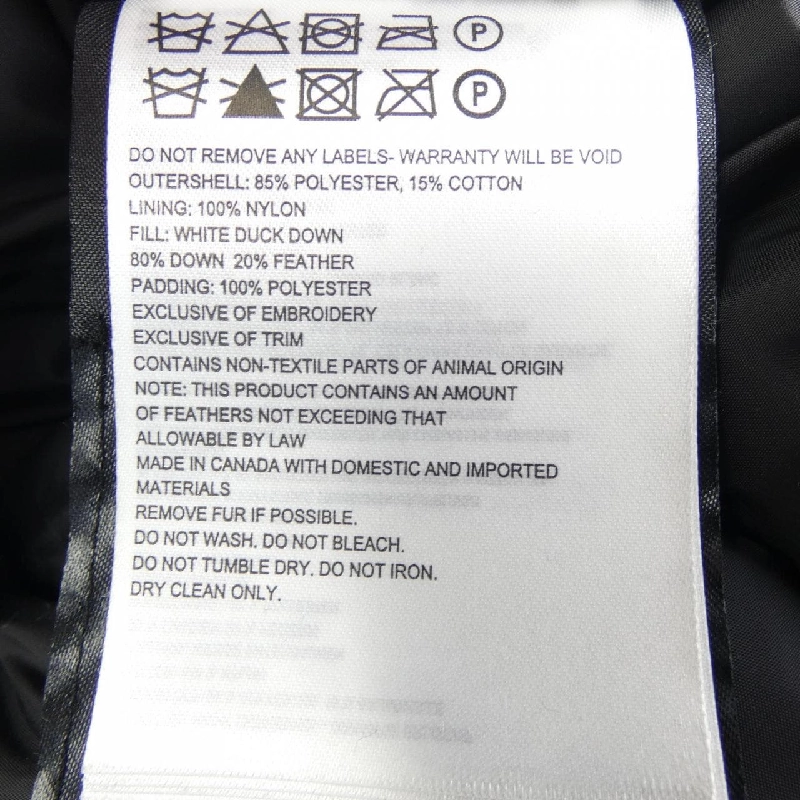 P
P
DO NOT REMOVE ANY LABELS- WARRANTY WILL BE VOID
OUTERSHELL: 85% POLYESTER, 15% COTTON
LINING: 100% NYLON
FILL: WHITE DUCK DOWN
80% DOWN 20% FEATHER
PADDING: 100% POLYESTER
EXCLUSIVE OF EMBROIDERY
EXCLUSIVE OF TRIM
CONTAINS NON-TEXTILE PARTS OF ANIMAL ORIGIN
NOTE: THIS PRODUCT CONTAINS AN AMOUNT
OF FEATHERS NOT EXCEEDING THAT
ALLOWABLE BY LAW
MADE IN CANADA WITH DOMESTIC AND IMPORTED
MATERIALS
REMOVE FUR IF POSSIBLE.
DO NOT WASH. DO NOT BLEACH.
DO NOT TUMBLE DRY. DO NOT IRON.
DRY CLEAN ONLY.